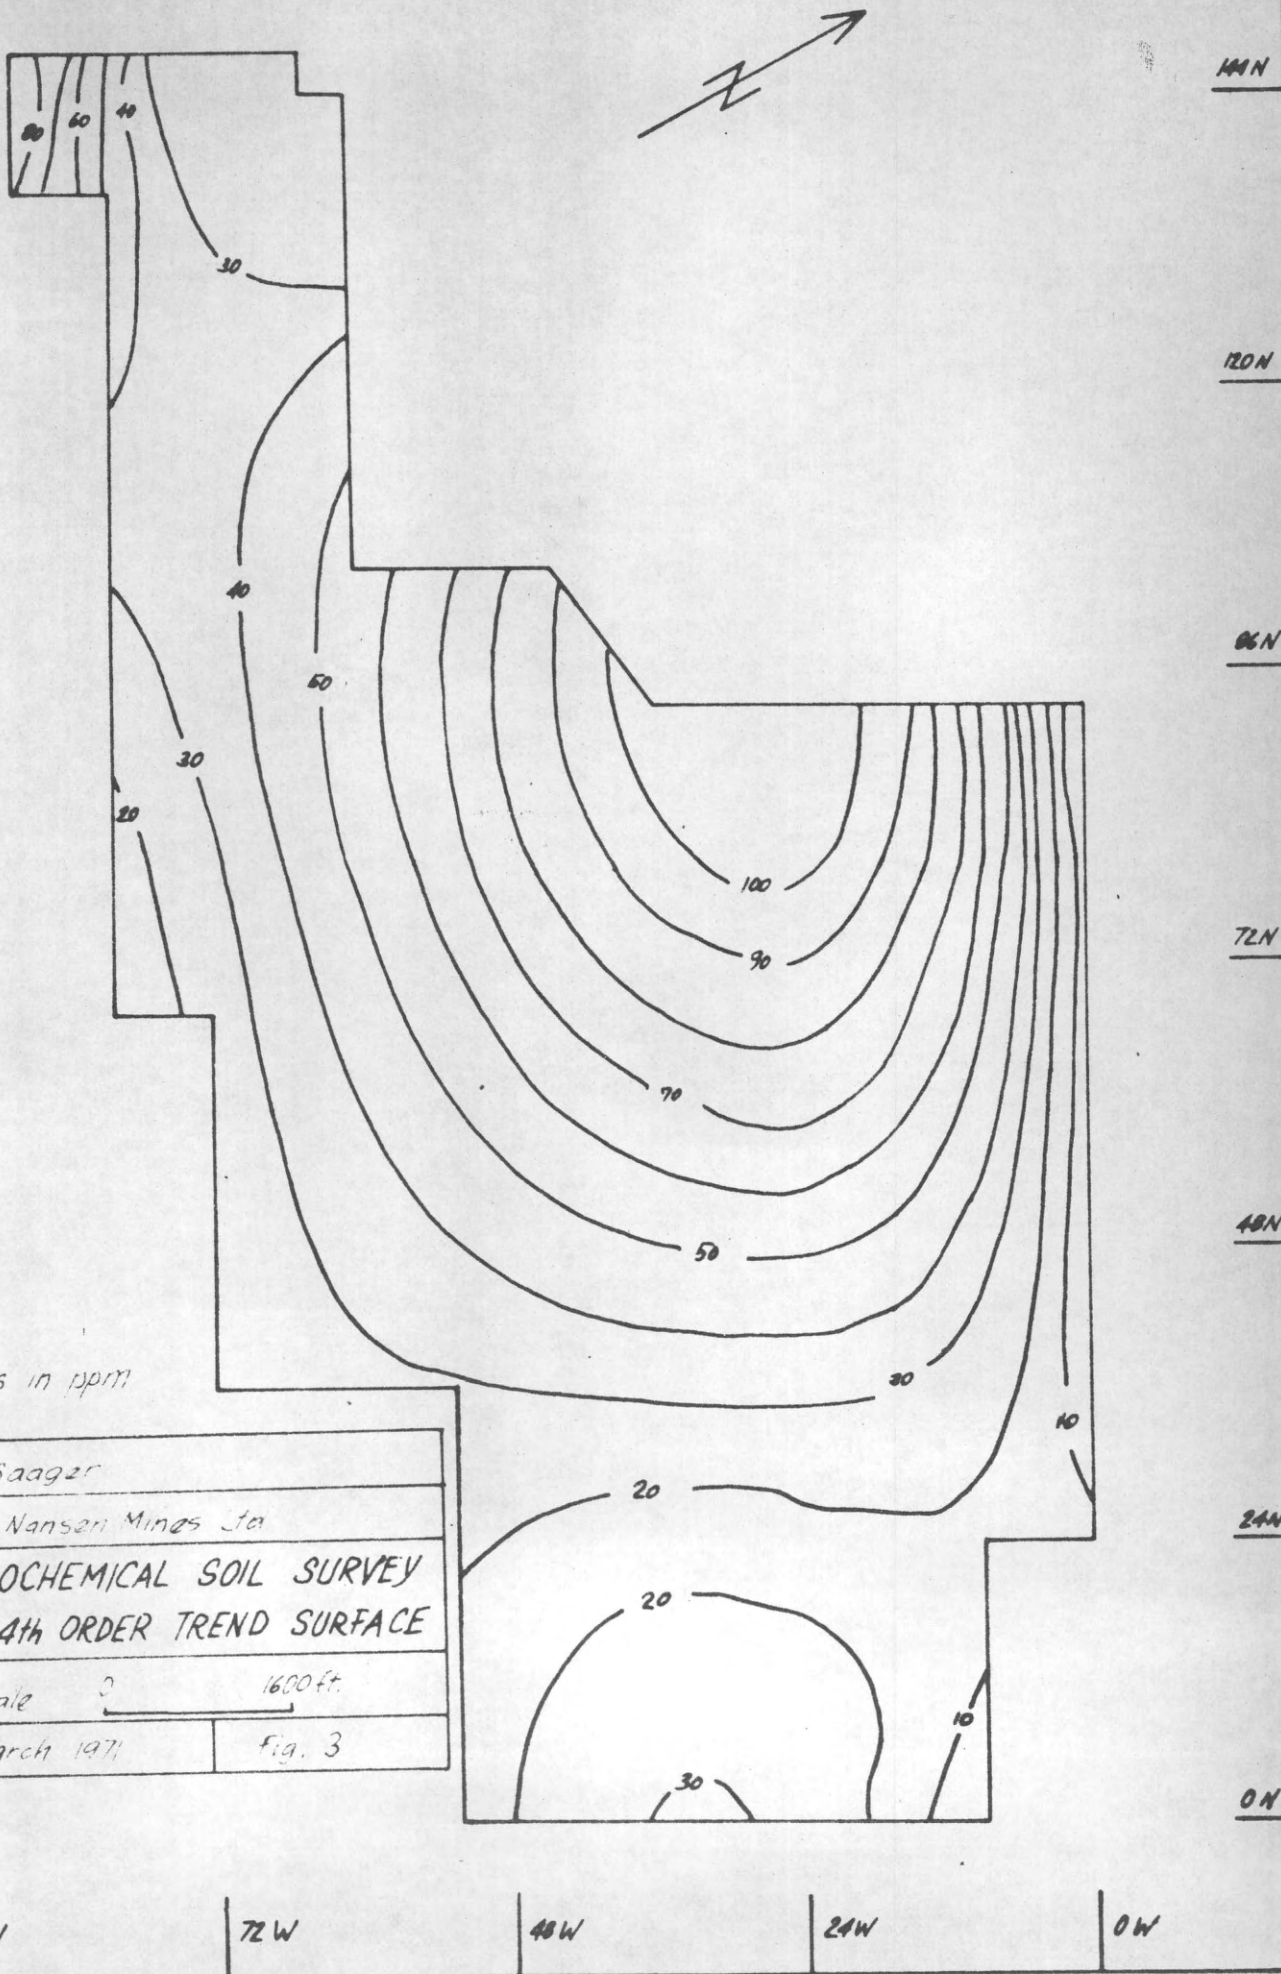 144N
80 60 40
30
120N
40
96N
50
30
20
100
72N
90
70
48N
50
30
10
s in ppm
20
Saager
Nansen Mines Ltd
24N
OCHEMICAL SOIL SURVEY
4th ORDER TREND SURFACE
20
ale 0 1600 ft.
10
arch 1971 Fig. 3
30
0N
72W 48W 24W 0W